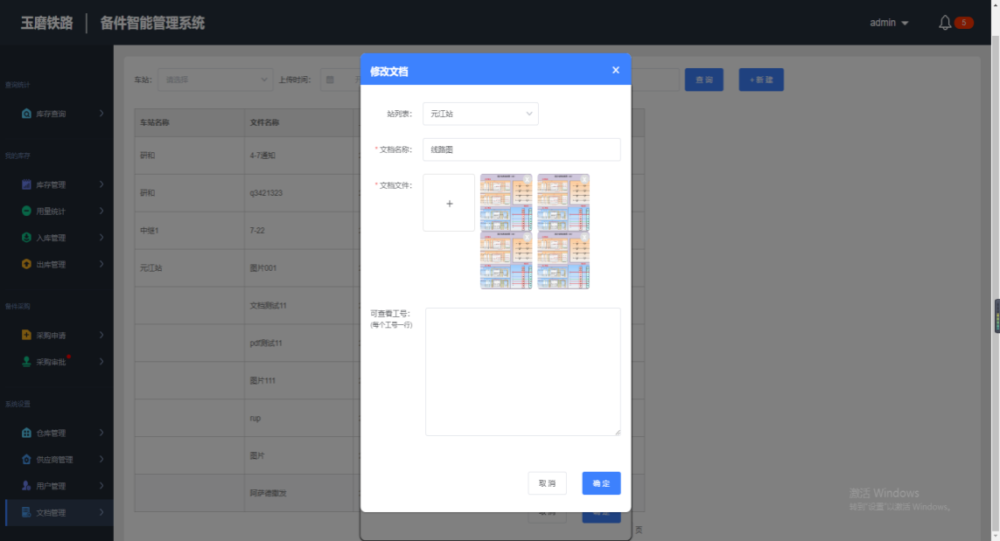 玉磨铁路 备件智能管理系统
admin 5
查询统计
库存查询
我的库存
库存管理
用量统计
入库管理
出库管理
备件采购
采购申请
采购审批
系统设置
仓库管理
供应商管理
用户管理
文档管理
车站: 请选择 上传时间:
查 询 + 新 建
车站名称 文件名称
研和 4-7通知
研和 q3421323
中继1 7-22
元江站 图片001
文档测试11
pdf测试11
图片111
rup
图片
阿萨德撒发
页
修改文档
站列表: 元江站
* 文档名称: 线路图
* 文档文件: +
可查看工号:
(每个工号一行)
取 消 确 定
取 消 确 定
激活 Windows
转到"设置"以激活 Windows。